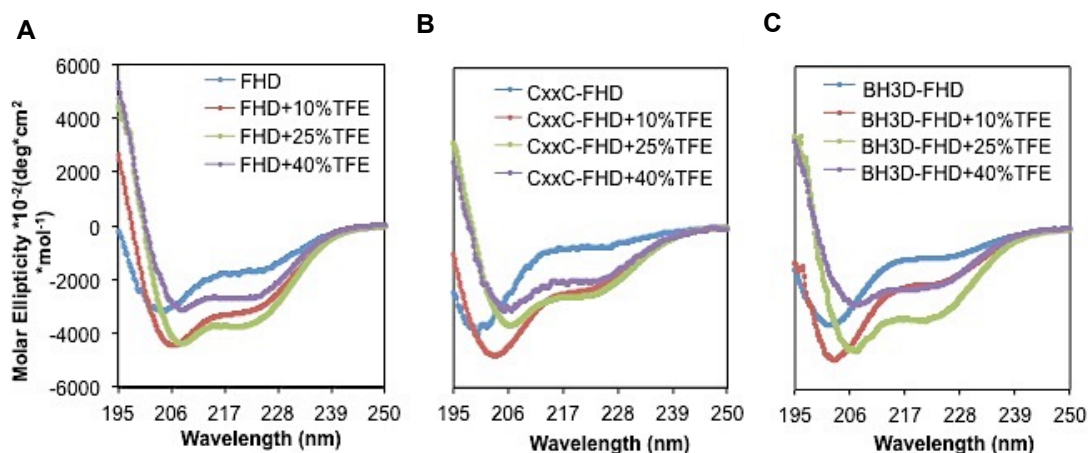 A
B
C
Molar Ellipticity *10⁻²(deg*cm²
*mol⁻¹)
6000
4000
2000
0
-2000
-4000
-6000
FHD
FHD+10%TFE
FHD+25%TFE
FHD+40%TFE
195 206 217 228 239 250
Wavelength (nm)
CxxC-FHD
CxxC-FHD+10%TFE
CxxC-FHD+25%TFE
CxxC-FHD+40%TFE
195 206 217 228 239 250
Wavelength (nm)
BH3D-FHD
BH3D-FHD+10%TFE
BH3D-FHD+25%TFE
BH3D-FHD+40%TFE
195 206 217 228 239 250
Wavelength (nm)